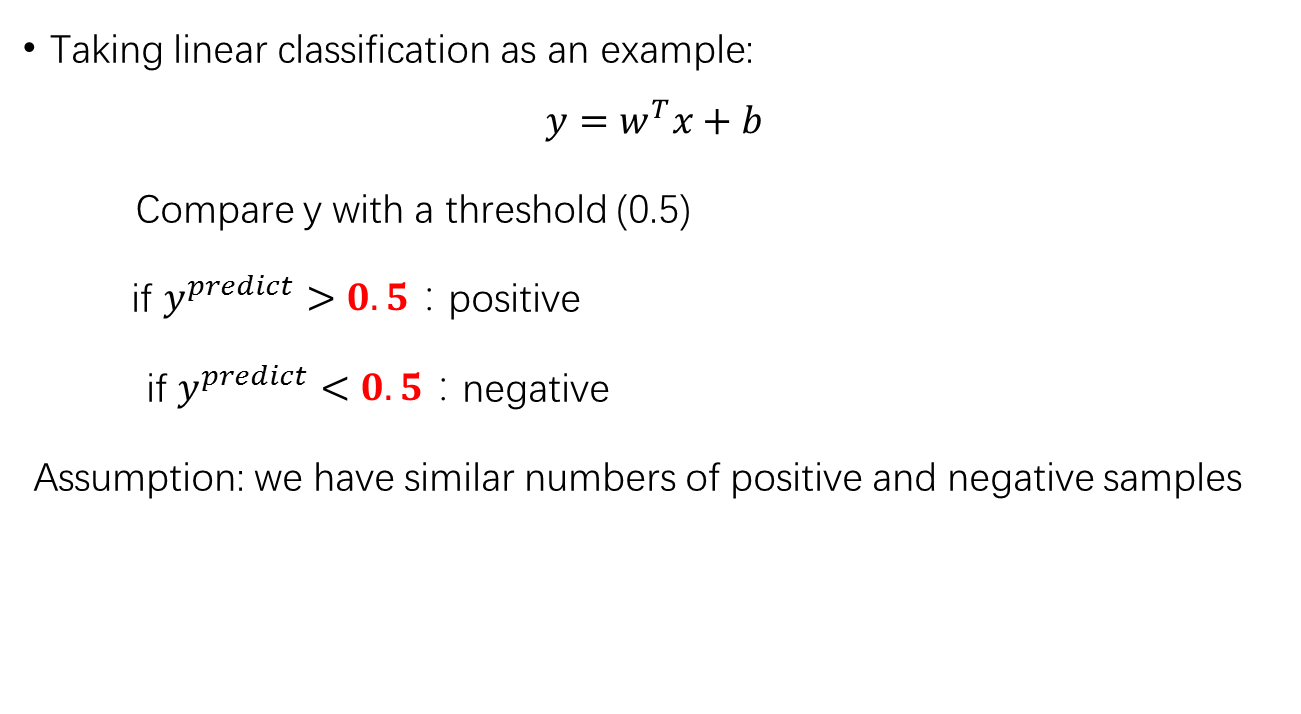 • Taking linear classification as an example:
y = w^T x + b
Compare y with a threshold (0.5)
if y^predict > 0.5：positive
if y^predict < 0.5：negative
Assumption: we have similar numbers of positive and negative samples